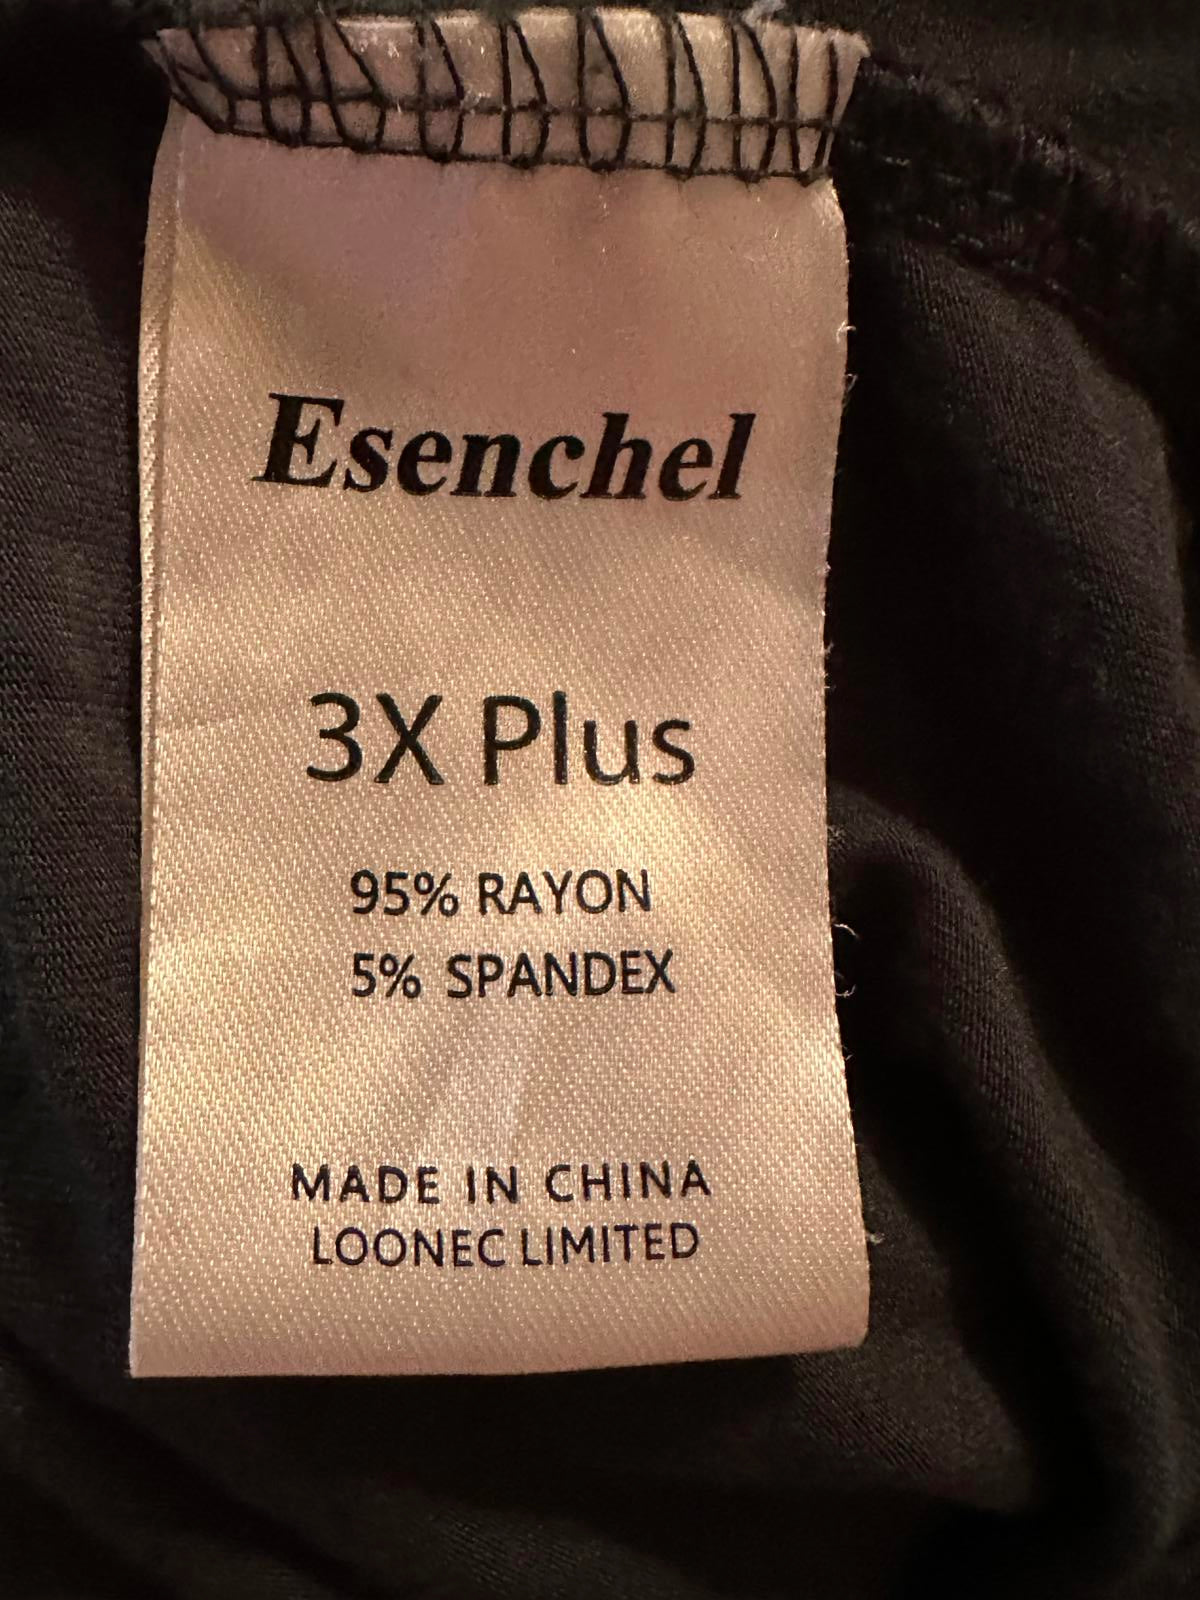 Esenchel
3X Plus
95% RAYON
5% SPANDEX
MADE IN CHINA
LOONEC LIMITED